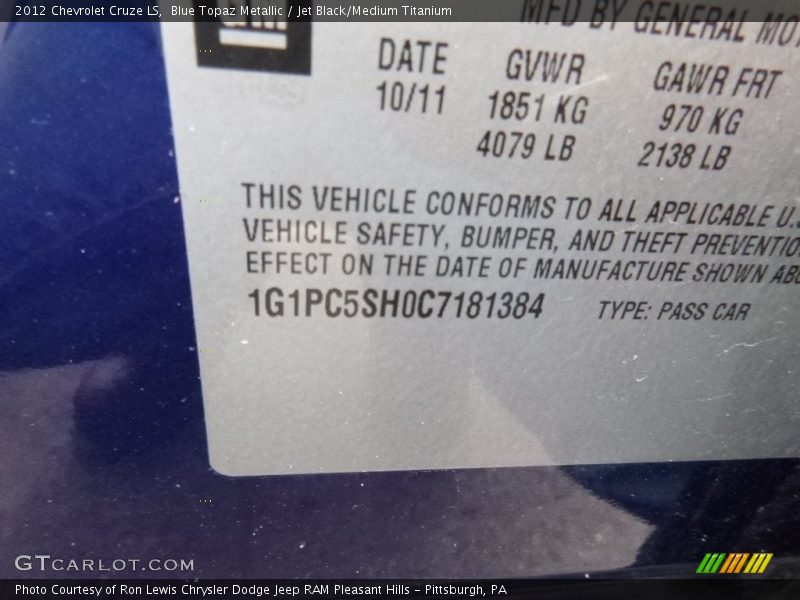 2012 Chevrolet Cruze LS, Blue Topaz Metallic / Jet Black/Medium Titanium
MFD BY GENERAL
DATE GVWR GAWR FRT
10/11 1851 KG 970 KG
4079 LB 2138 LB
THIS VEHICLE CONFORMS TO ALL APPLICABLE
VEHICLE SAFETY, BUMPER, AND THEFT
EFFECT ON THE DATE OF MANUFACTURE SHOWN
1G1PC5SH0C7181384 TYPE: PASS CAR
GTCARLOT.COM
Photo Courtesy of Ron Lewis Chrysler Dodge Jeep RAM Pleasant Hills - Pittsburgh, PA